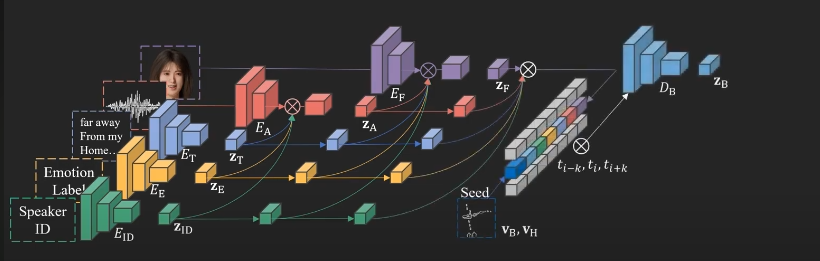 far away
From my
Home...
Emotion
Label
Speaker
ID
E_ID
E_E
E_T
E_A
E_F
z_ID
z_E
z_T
z_A
z_F
Seed
v_B, v_H
t_{i−k}, t_i, t_{i+k}
D_B
z_B